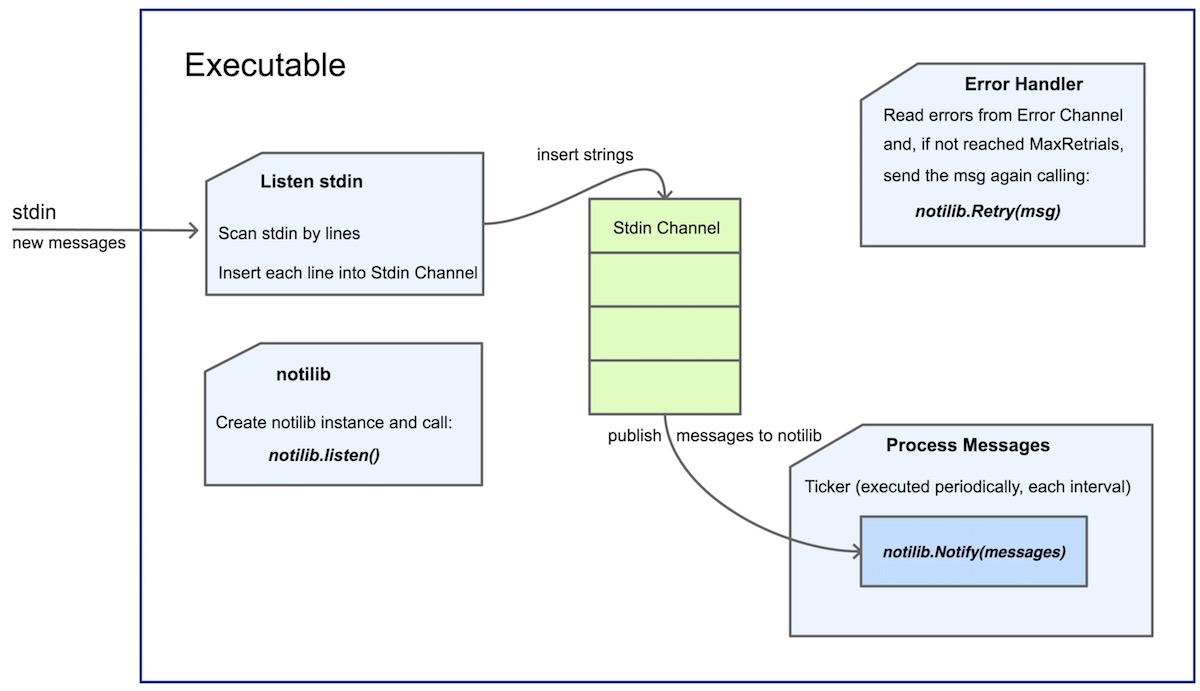 Executable
stdin
new messages
Listen stdin
Scan stdin by lines
Insert each line into Stdin Channel
insert strings
Stdin Channel
Error Handler
Read errors from Error Channel
and, if not reached MaxRetrials,
send the msg again calling:
notilib.Retry(msg)
notilib
Create notilib instance and call:
notilib.listen()
publish messages to notilib
Process Messages
Ticker (executed periodically, each interval)
notilib.Notify(messages)